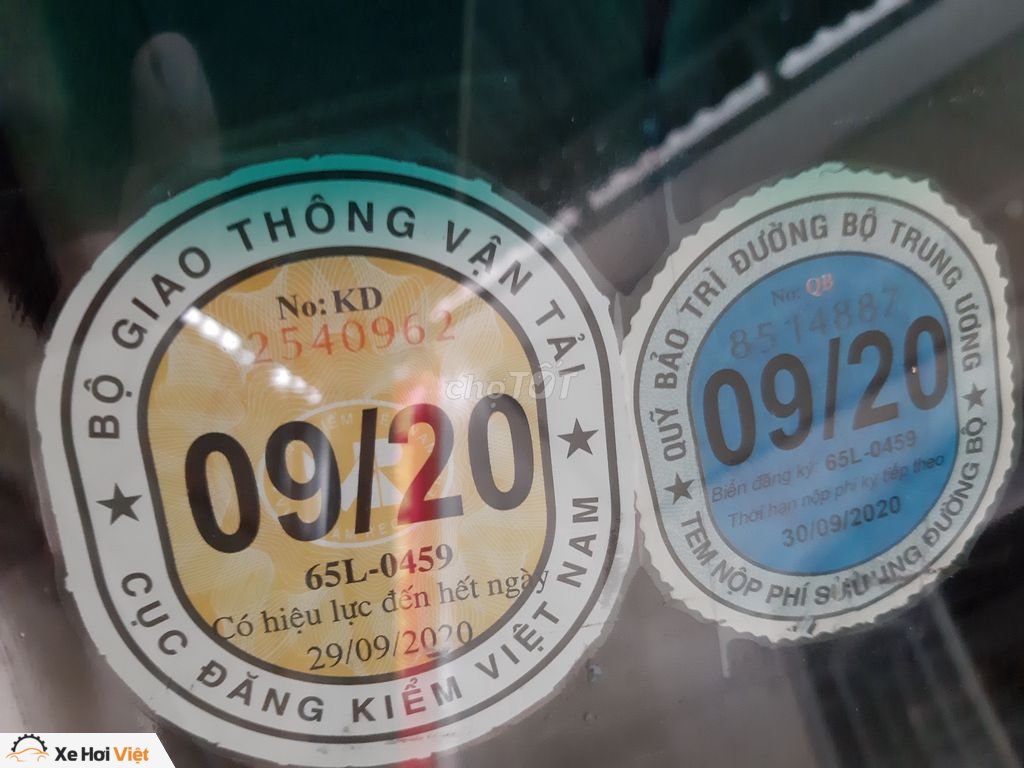 BỘ GIAO THÔNG VẬN TẢI
No: KD
2540962
09/20
65L-0459
Có hiệu lực đến hết ngày
29/09/2020
CỤC ĐĂNG KIỂM VIỆT NAM
QUỸ BẢO TRÌ ĐƯỜNG BỘ TRUNG ƯƠNG
No: QB
8514887
09/20
Biển đăng ký: 65L-0459
Thời hạn nộp phí kỳ tiếp theo
30/09/2020
TEM NỘP PHÍ SỬ DỤNG ĐƯỜNG BỘ
choTỐT
Xe Hơi Việt